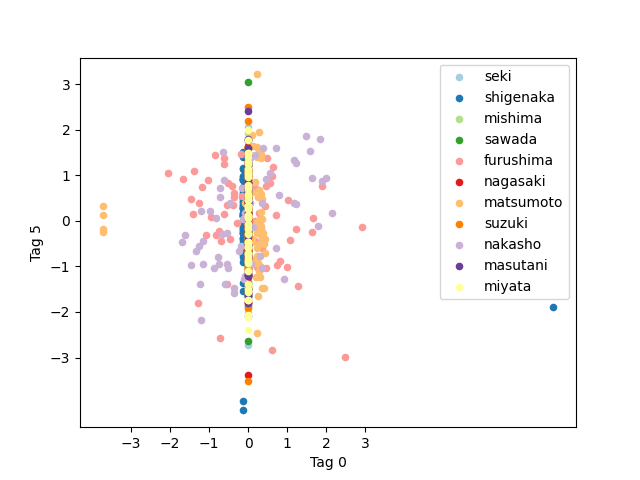 seki
shigenaka
mishima
sawada
furushima
nagasaki
matsumoto
suzuki
nakasho
masutani
miyata
3
2
1
0
−1
−2
−3
Tag 5
−3 −2 −1 0 1 2 3
Tag 0